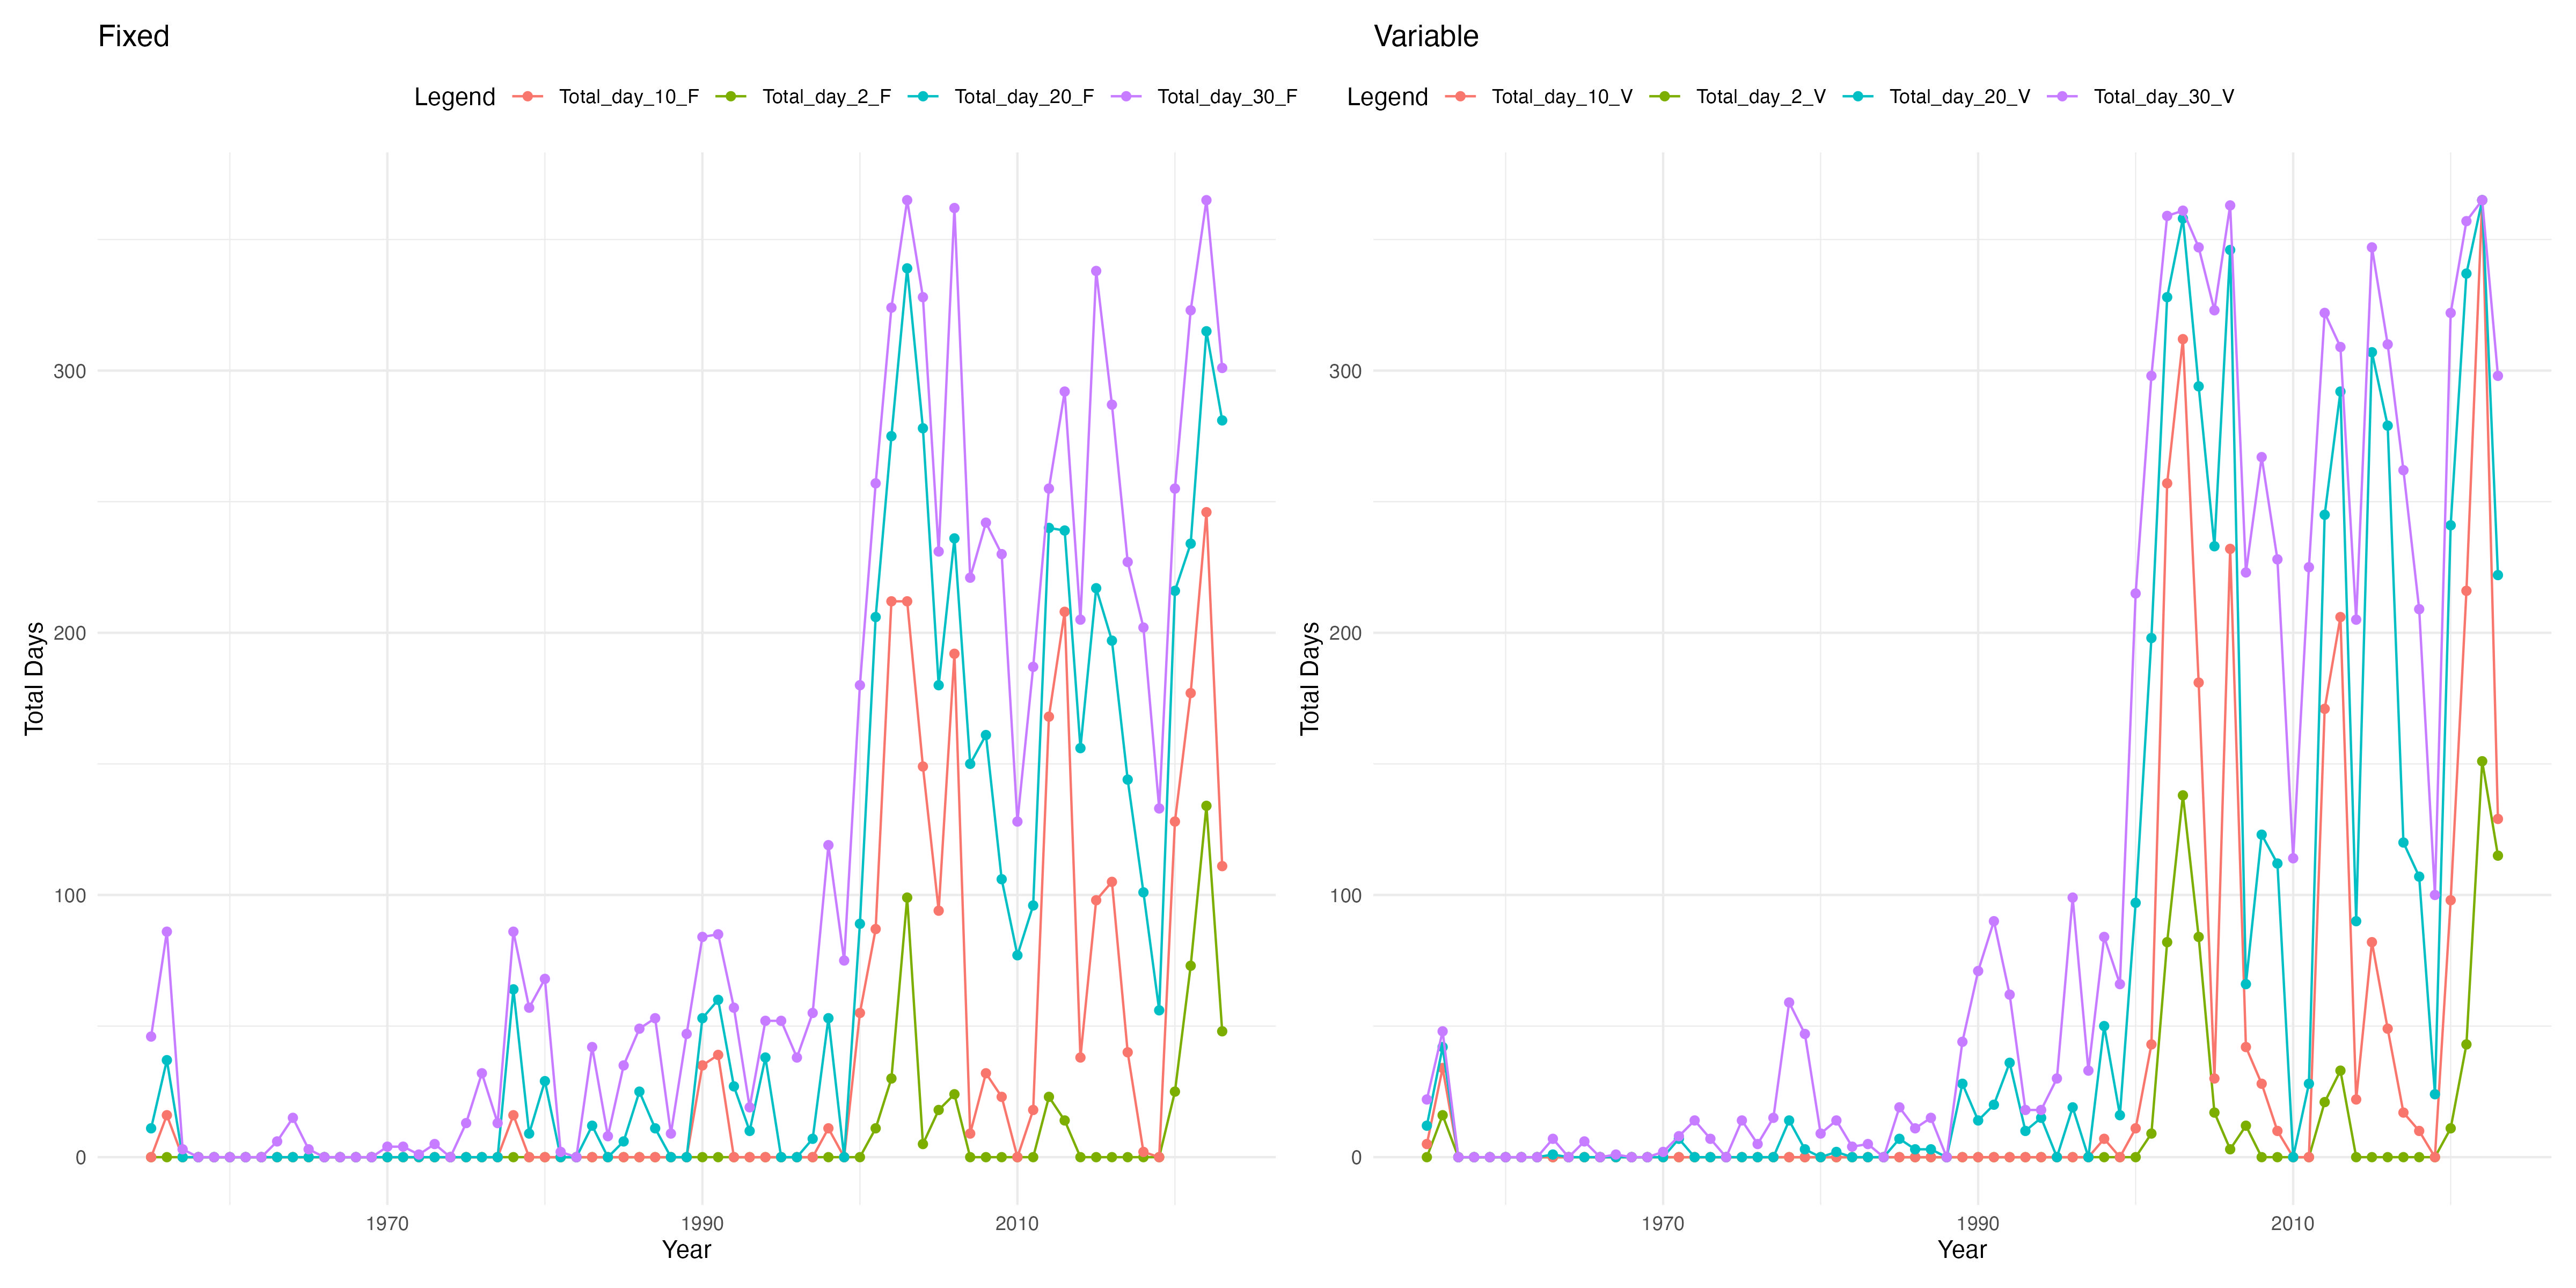 Fixed
Legend Total_day_10_F Total_day_2_F Total_day_20_F Total_day_30_F
Total Days
300
200
100
0
1970 1990 2010
Year
Variable
Legend Total_day_10_V Total_day_2_V Total_day_20_V Total_day_30_V
Total Days
300
200
100
0
1970 1990 2010
Year